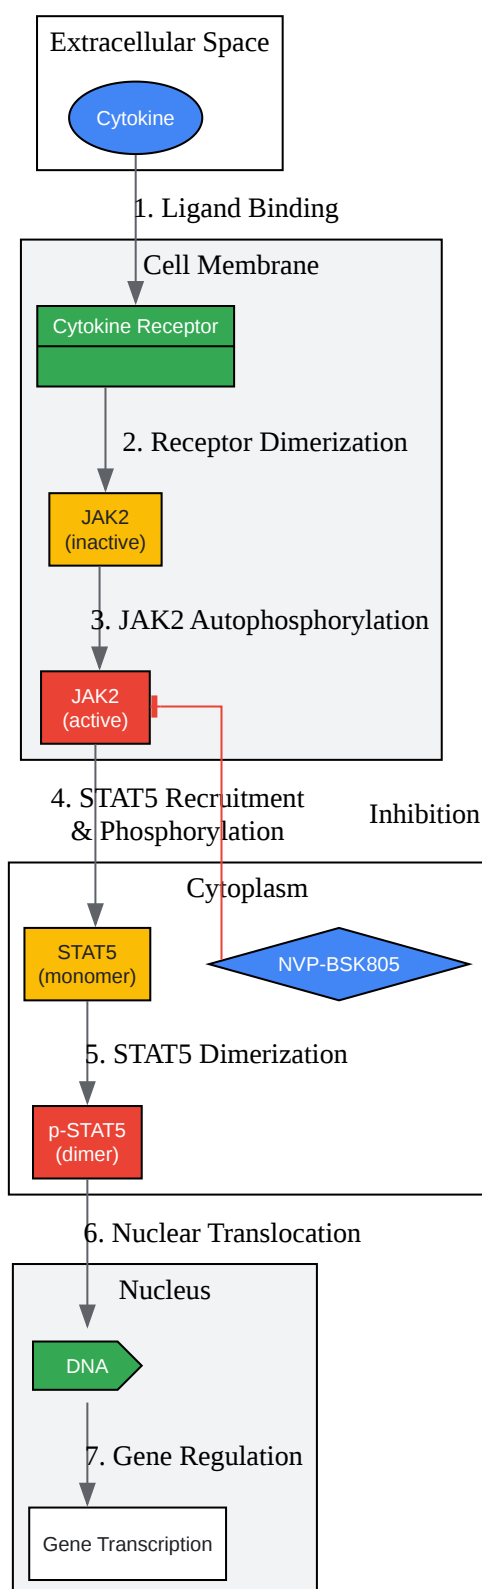 Extracellular Space
Cytokine
1. Ligand Binding
Cell Membrane
Cytokine Receptor
2. Receptor Dimerization
JAK2
(inactive)
3. JAK2 Autophosphorylation
JAK2
(active)
4. STAT5 Recruitment
& Phosphorylation
Inhibition
Cytoplasm
STAT5
(monomer)
NVP-BSK805
5. STAT5 Dimerization
p-STAT5
(dimer)
6. Nuclear Translocation
Nucleus
DNA
7. Gene Regulation
Gene Transcription